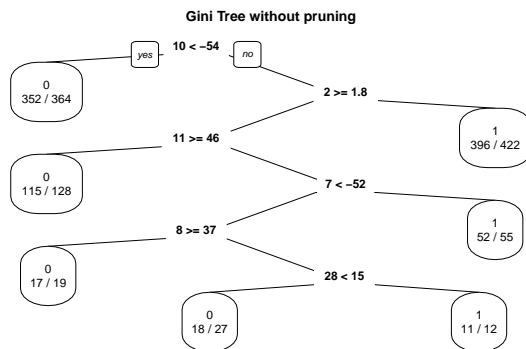 Gini Tree without pruning
10 < −54
yes
no
0
352 / 364
2 >= 1.8
11 >= 46
1
396 / 422
0
115 / 128
7 < −52
8 >= 37
1
52 / 55
0
17 / 19
28 < 15
0
18 / 27
1
11 / 12